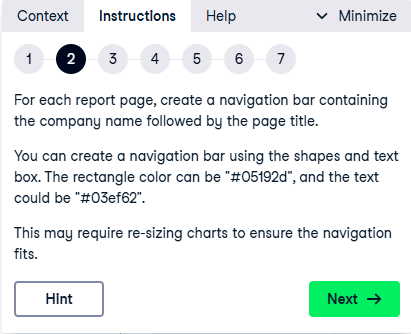 Context Instructions Help Minimize
1 2 3 4 5 6 7
For each report page, create a navigation bar containing
the company name followed by the page title.
You can create a navigation bar using the shapes and text
box. The rectangle color can be "#05192d", and the text
could be "#03ef62".
This may require re-sizing charts to ensure the navigation
fits.
Hint Next →